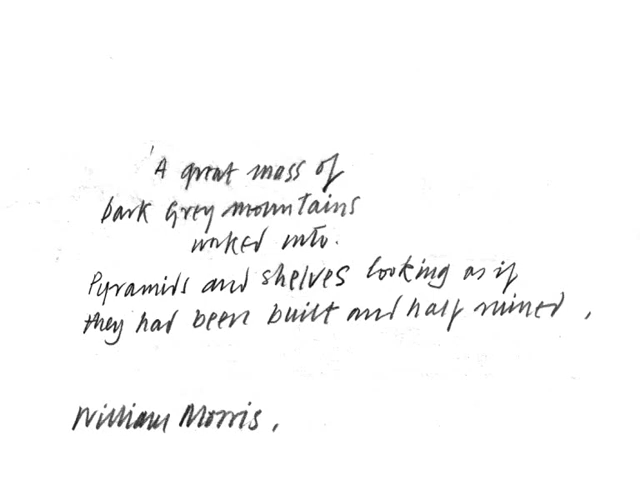 'A great mass of
Dark Grey mountains
worked into.
Pyramids and shelves looking as if
they had been built and half ruined,
William Morris,